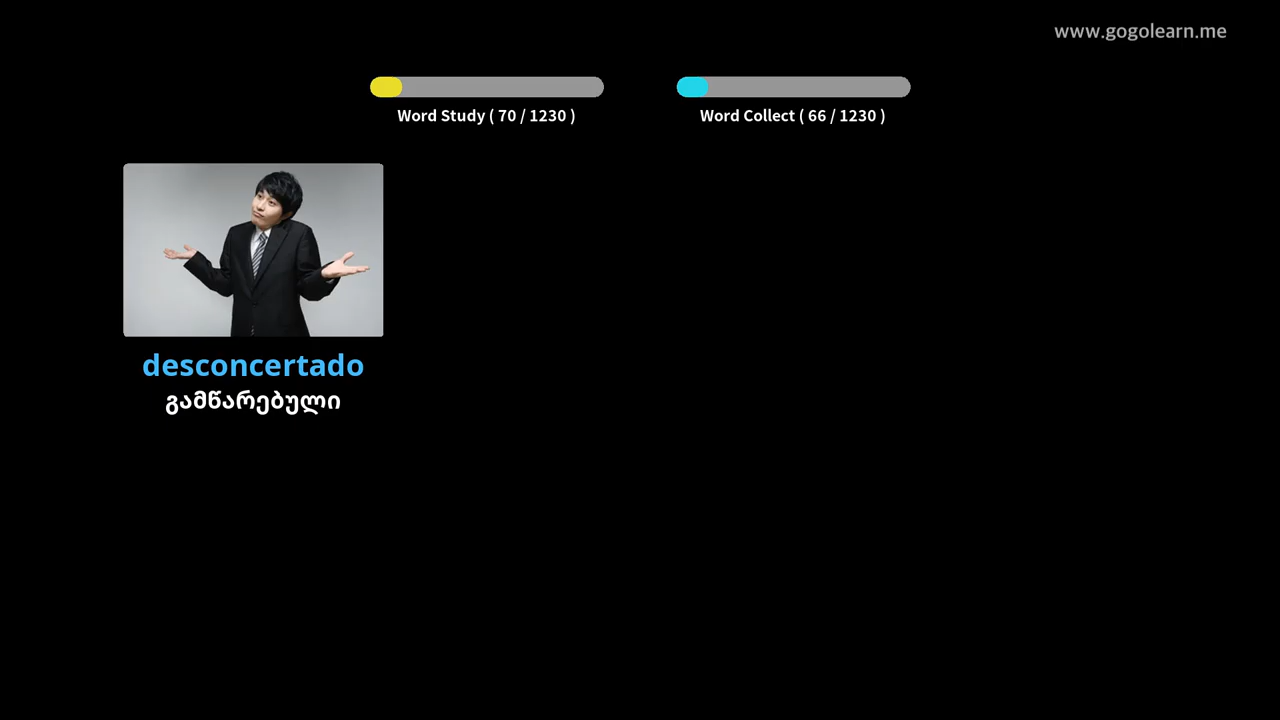 www.gogolearn.me
Word Study ( 70 / 1230 )
Word Collect ( 66 / 1230 )
desconcertado
გამწარებული